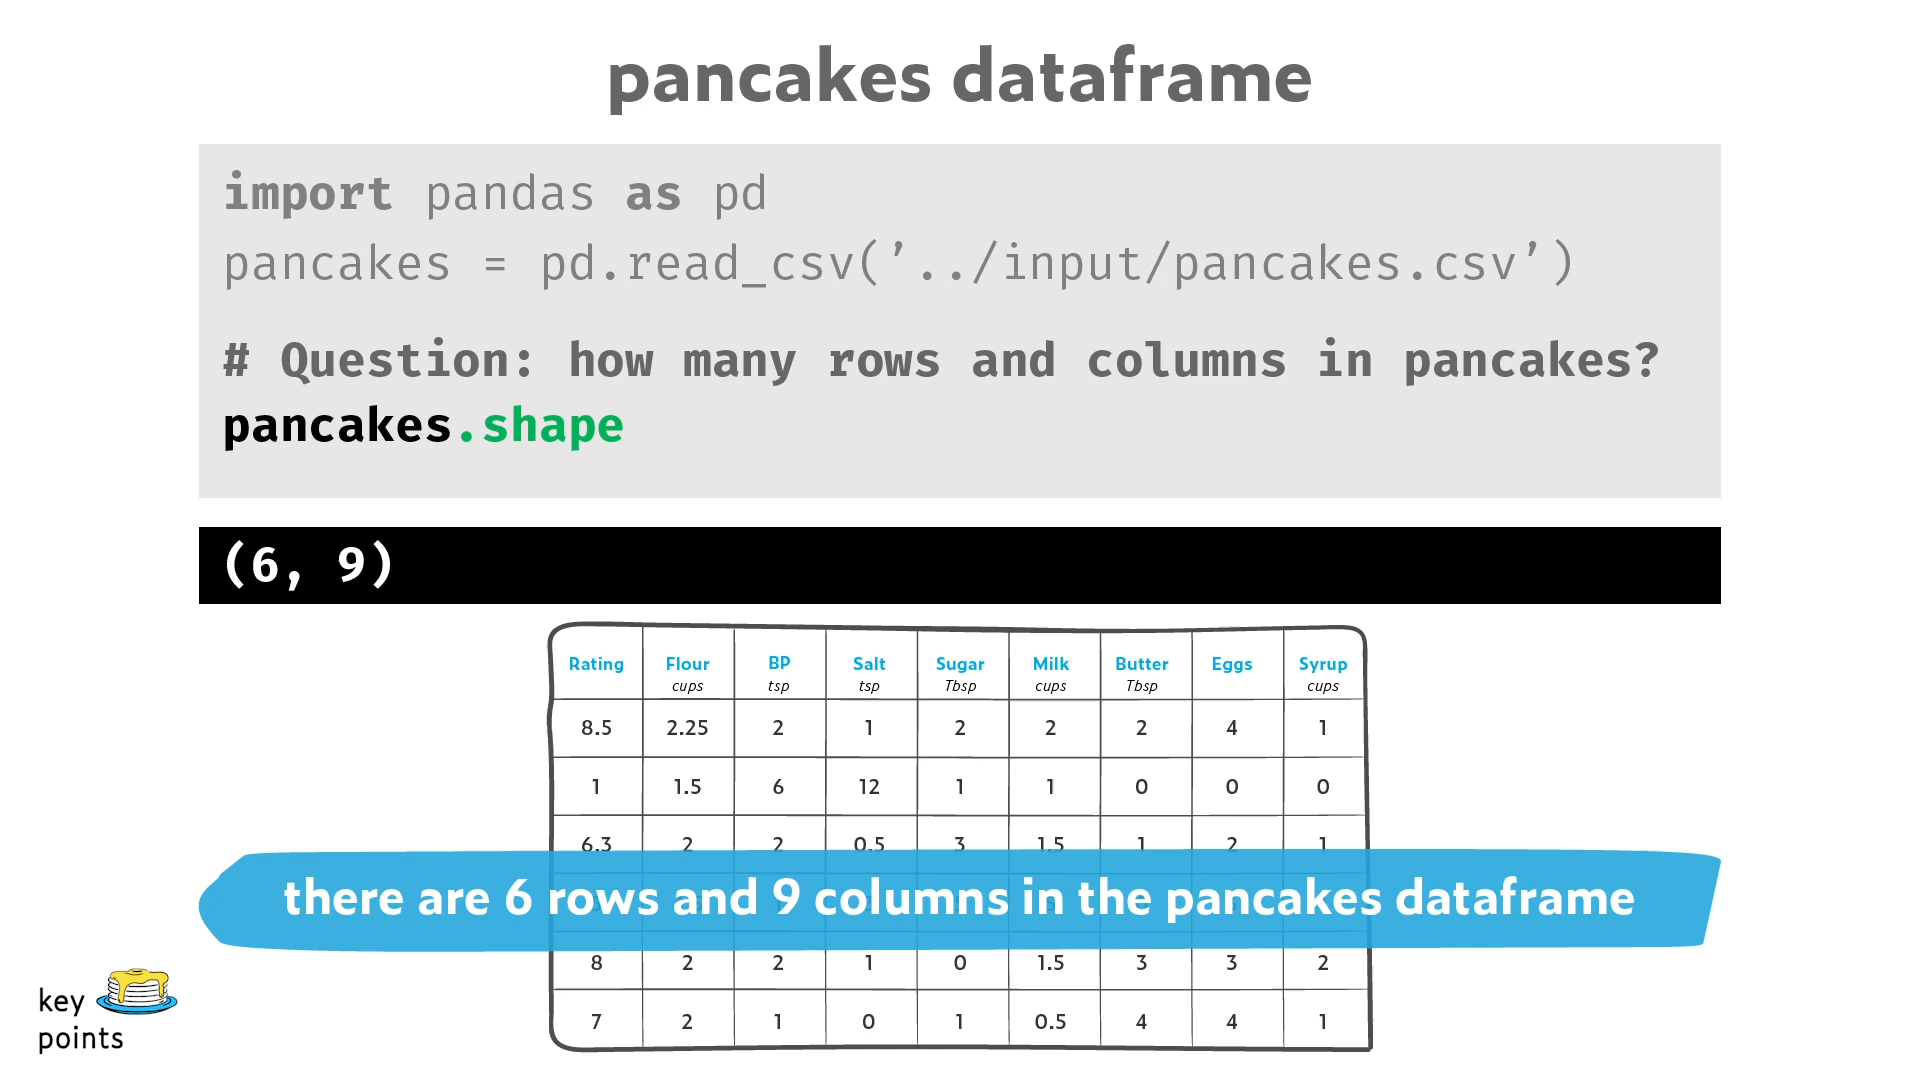 pancakes dataframe
import pandas as pd
pancakes = pd.read_csv('../input/pancakes.csv')
# Question: how many rows and columns in pancakes?
pancakes.shape
(6, 9)
Rating Flour BP Salt Sugar Milk Butter Eggs Syrup
cups tsp tsp Tbsp cups Tbsp cups
8.5 2.25 2 1 2 2 2 4 1
1 1.5 6 12 1 1 0 0 0
6.3 2 2 0.5 3 1.5 1 2 1
there are 6 rows and 9 columns in the pancakes dataframe
8 2 2 1 0 1.5 3 3 2
7 2 1 0 1 0.5 4 4 1
key
points